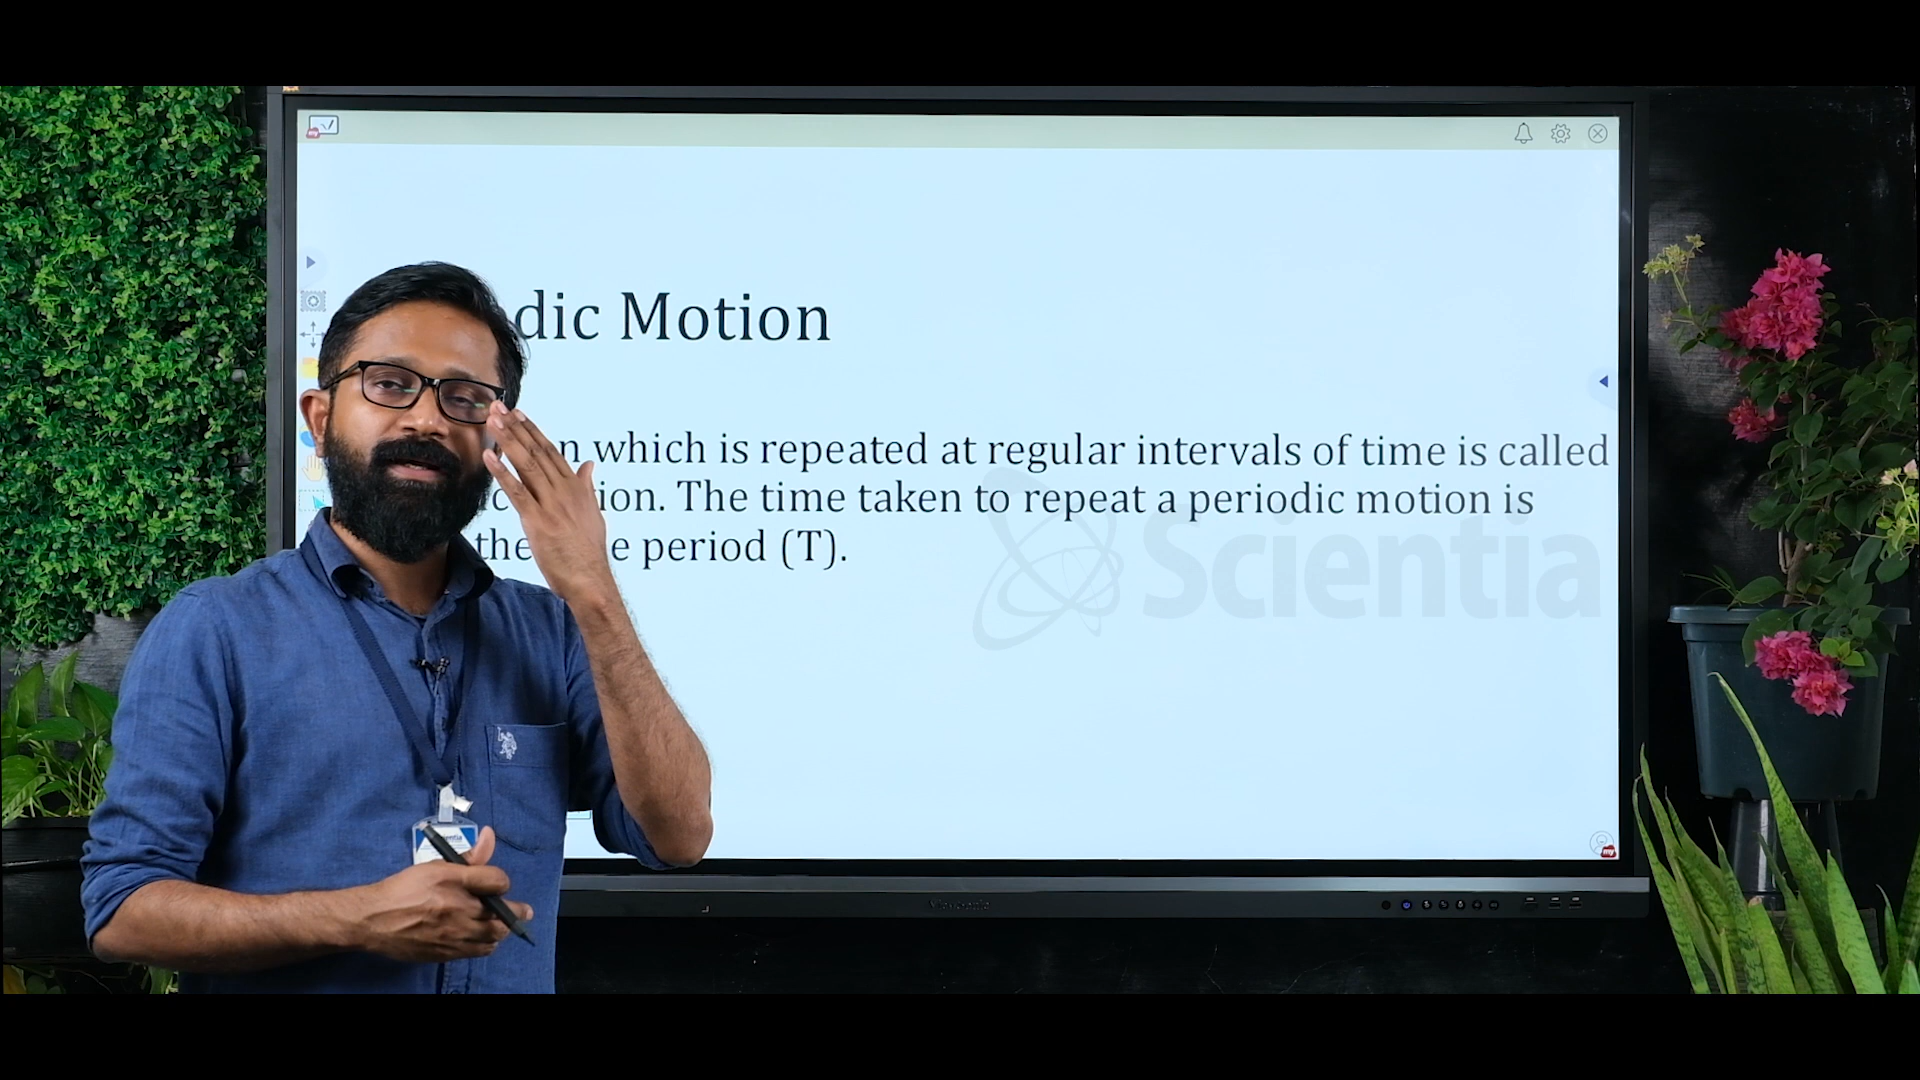 dic Motion
n which is repeated at regular intervals of time is called
ion. The time taken to repeat a periodic motion is
the e period (T).
Scientia
ViewSonic